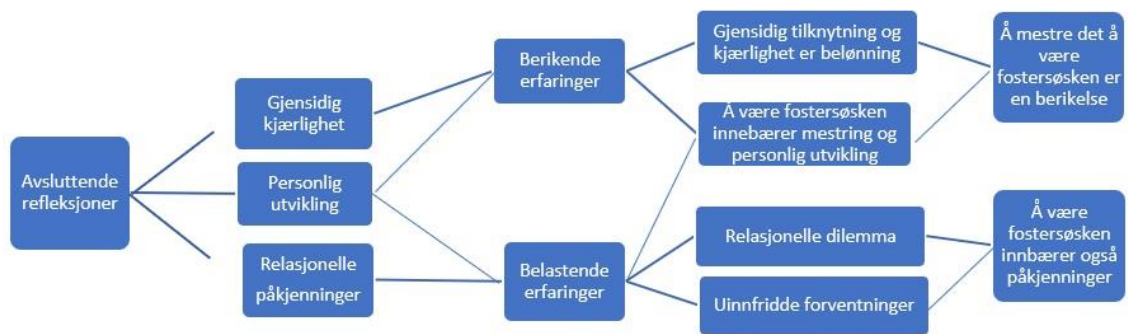 Avsluttende
refleksjoner
Gjensidig
kjærlighet
Personlig
utvikling
Relasjonelle
påkjenninger
Berikende
erfaringer
Belastende
erfaringer
Gjensidig tilknytning og
kjærlighet er belønning
Å være fostersøsken
innebærer mestring og
personlig utvikling
Relasjonelle dilemma
Uinnfridde forventninger
Å mestre det å
være
fostersøsken er
en berikelse
Å være
fostersøsken
innbærer også
påkjenninger